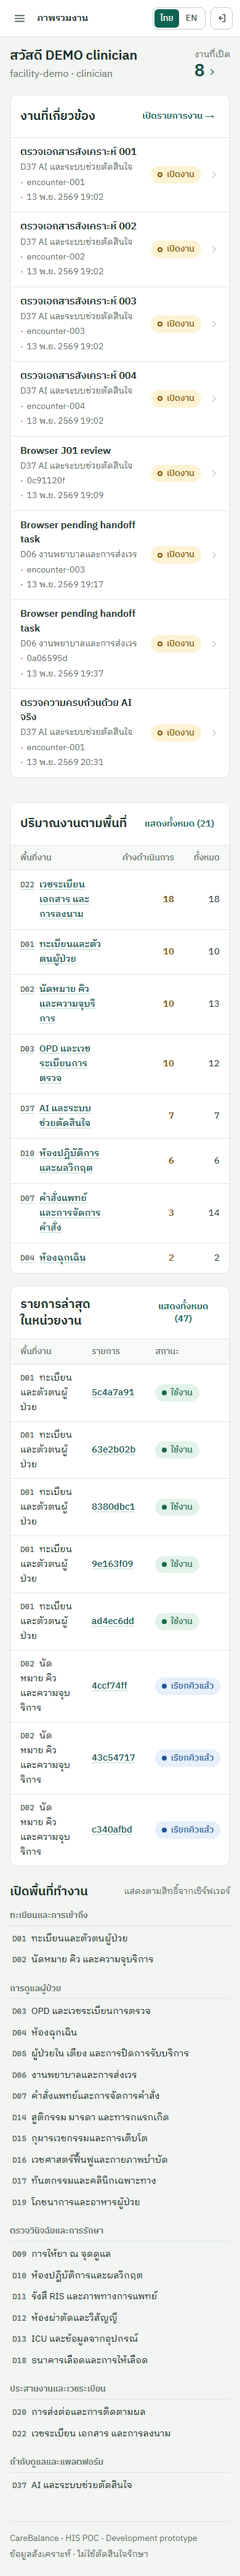 ภาพรวมงาน
ไทย
EN
สวัสดี DEMO clinician
facility-demo · clinician
งานที่เปิด
8
งานที่เกี่ยวข้อง
เปิดรายการงาน →
ตรวจเอกสารสังเคราะห์ 001
D37 AI และระบบช่วยตัดสินใจ
· encounter-001
· 13 พ.ย. 2569 19:02
เปิดงาน
ตรวจเอกสารสังเคราะห์ 002
D37 AI และระบบช่วยตัดสินใจ
· encounter-002
· 13 พ.ย. 2569 19:02
เปิดงาน
ตรวจเอกสารสังเคราะห์ 003
D37 AI และระบบช่วยตัดสินใจ
· encounter-003
· 13 พ.ย. 2569 19:02
เปิดงาน
ตรวจเอกสารสังเคราะห์ 004
D37 AI และระบบช่วยตัดสินใจ
· encounter-004
· 13 พ.ย. 2569 19:02
เปิดงาน
Browser J01 review
D37 AI และระบบช่วยตัดสินใจ
· 0c91120f
· 13 พ.ย. 2569 19:09
เปิดงาน
Browser pending handoff
task
D06 งานพยาบาลและการส่งเวร
· encounter-003
· 13 พ.ย. 2569 19:17
เปิดงาน
Browser pending handoff
task
D06 งานพยาบาลและการส่งเวร
· 0a06595d
· 13 พ.ย. 2569 19:37
เปิดงาน
ตรวจความครบถ้วนด้วย AI
จริง
D37 AI และระบบช่วยตัดสินใจ
· encounter-001
· 13 พ.ย. 2569 20:31
เปิดงาน
ปริมาณงานตามพื้นที่
แสดงทั้งหมด (21)
พื้นที่งาน ค้างดำเนินการ ทั้งหมด
D22 เวชระเบียน
เอกสาร และ
การลงนาม
18 18
D01 ทะเบียนและตัว
ตนผู้ป่วย
10 10
D02 นัดหมาย คิว
และความจุบริ
การ
10 13
D03 OPD และเวช
ระเบียนการ
ตรวจ
10 12
D37 AI และระบบ
ช่วยตัดสินใจ
7 7
D10 ห้องปฏิบัติการ
และผลวิกฤต
6 6
D07 คำสั่งแพทย์
และการจัดการ
คำสั่ง
3 14
D04 ห้องฉุกเฉิน
2 2
รายการล่าสุด
ในหน่วยงาน
แสดงทั้งหมด
(47)
พื้นที่งาน รายการ สถานะ
D01 ทะเบียน
และตัวตนผู้
ป่วย
5c4a7a91
ใช้งาน
D01 ทะเบียน
และตัวตนผู้
ป่วย
63e2b02b
ใช้งาน
D01 ทะเบียน
และตัวตนผู้
ป่วย
8380dbc1
ใช้งาน
D01 ทะเบียน
และตัวตนผู้
ป่วย
9e163f09
ใช้งาน
D01 ทะเบียน
และตัวตนผู้
ป่วย
ad4ec6dd
ใช้งาน
D02 นัด
หมาย คิว
และความจุบ
ริการ
4ccf74ff
เรียกคิวแล้ว
D02 นัด
หมาย คิว
และความจุบ
ริการ
43c54717
เรียกคิวแล้ว
D02 นัด
หมาย คิว
และความจุบ
ริการ
c340afbd
เรียกคิวแล้ว
เปิดพื้นที่ทำงาน
แสดงตามสิทธิ์จากเซิร์ฟเวอร์
ทะเบียนและการเข้าถึง
D01 ทะเบียนและตัวตนผู้ป่วย
D02 นัดหมาย คิว และความจุบริการ
การดูแลผู้ป่วย
D03 OPD และเวชระเบียนการตรวจ
D04 ห้องฉุกเฉิน
D05 ผู้ป่วยใน เตียง และการปิดการรับบริการ
D06 งานพยาบาลและการส่งเวร
D07 คำสั่งแพทย์และการจัดการคำสั่ง
D14 สูติกรรม มารดา และทารกแรกเกิด
D15 กุมารเวชกรรมและการเติบโต
D16 เวชศาสตร์ฟื้นฟูและกายภาพบำบัด
D17 ทันตกรรมและคลินิกเฉพาะทาง
D19 โภชนาการและอาหารผู้ป่วย
ตรวจวินิจฉัยและการรักษา
D09 การให้ยา ณ จุดดูแล
D10 ห้องปฏิบัติการและผลวิกฤต
D11 รังสี RIS และภาพทางการแพทย์
D12 ห้องผ่าตัดและวิสัญญี
D13 ICU และข้อมูลจากอุปกรณ์
D18 ธนาคารเลือดและการให้เลือด
ประสานงานและเวชระเบียน
D20 การส่งต่อและการติดตามผล
D22 เวชระเบียน เอกสาร และการลงนาม
กำกับดูแลและแพลตฟอร์ม
D37 AI และระบบช่วยตัดสินใจ
CareBalance · HIS POC · Development prototype
ข้อมูลสังเคราะห์ · ไม่ใช้ตัดสินใจรักษา